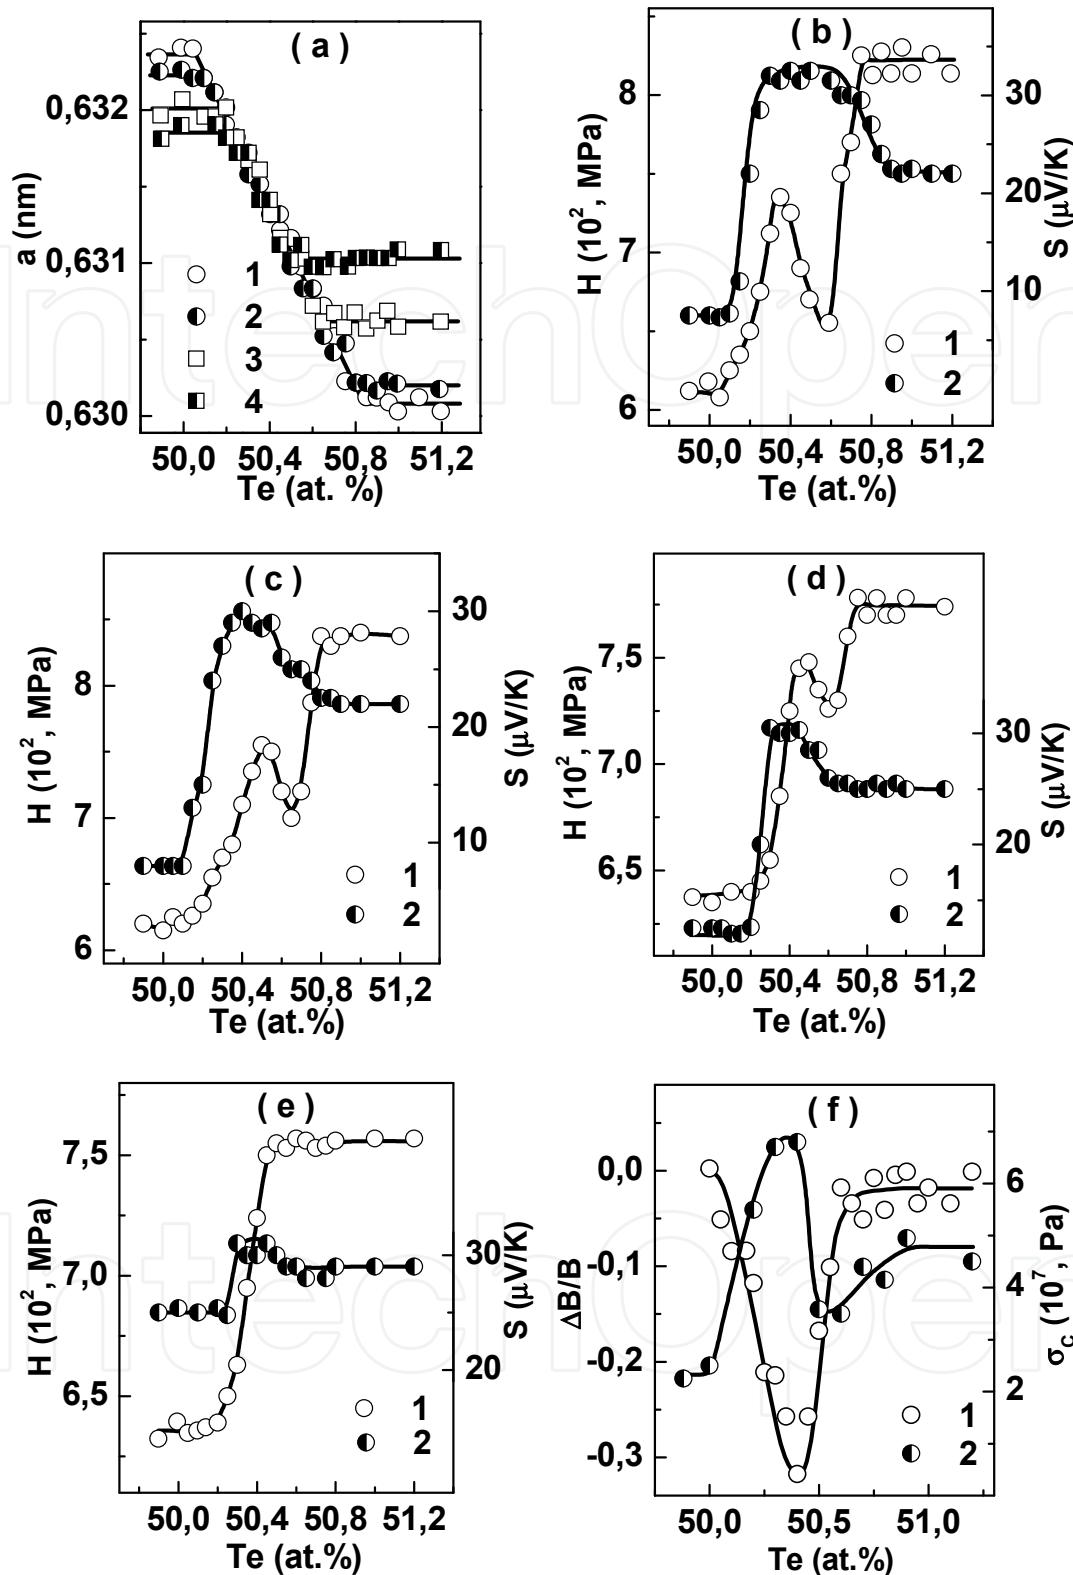 ( a )
0,632
0,631
0,630
a (nm)
1
2
3
4
50,0 50,4 50,8 51,2
Te (at. %)
( b )
8
7
6
H (10², MPa)
30
20
10
S (μV/K)
1
2
50,0 50,4 50,8 51,2
Te (at.%)
( c )
8
7
6
H (10², MPa)
30
20
10
S (μV/K)
1
2
50,0 50,4 50,8 51,2
Te (at.%)
( d )
7,5
7,0
6,5
H (10², MPa)
30
20
S (μV/K)
1
2
50,0 50,4 50,8 51,2
Te (at.%)
( e )
7,5
7,0
6,5
H (10², MPa)
30
20
S (μV/K)
1
2
50,0 50,4 50,8 51,2
Te (at.%)
( f )
0,0
-0,1
-0,2
-0,3
ΔB/B
6
4
2
σC (10⁷, Pa)
1
2
50,0 50,5 51,0
Te (at.%)
IntechOpen
IntechOpen